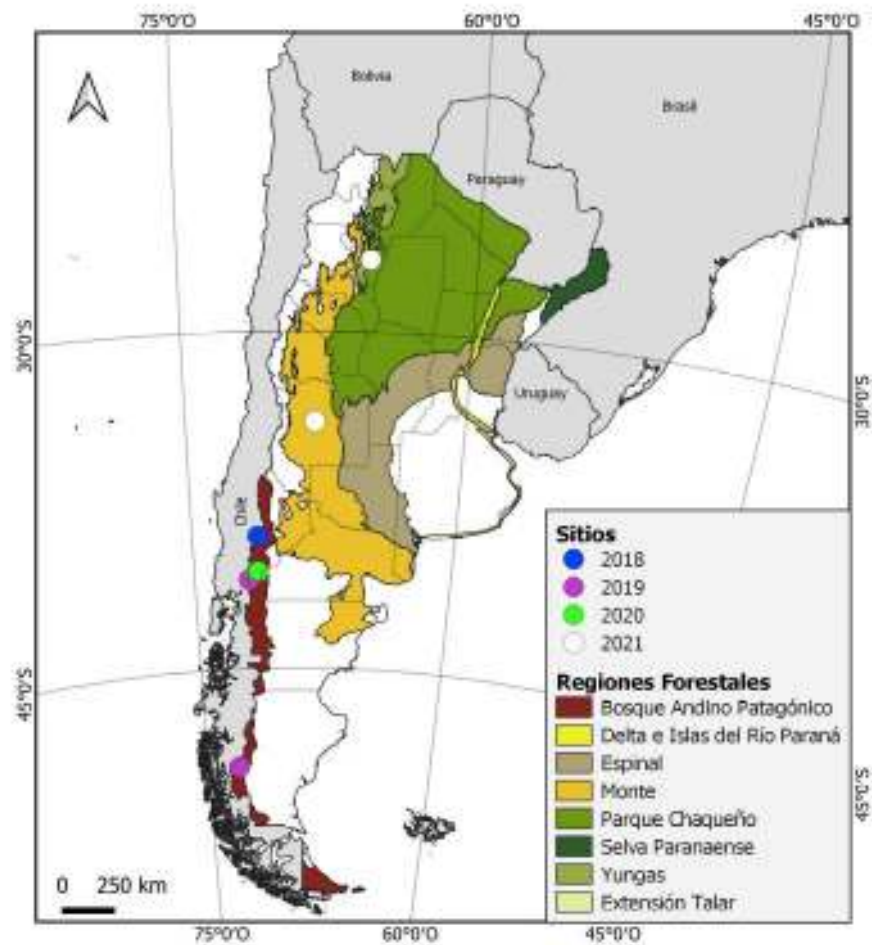 75°0'O
60°0'O
45°0'O
Bolivia
Brasil
Paraguay
30°0'S
30°0'S
Uruguay
Chile
Sitios
2018
2019
2020
2021
Regiones Forestales
Bosque Andino Patagónico
Delta e Islas del Río Paraná
Espinal
Monte
Parque Chaqueño
Selva Paranaense
Yungas
Extensión Talar
45°0'S
45°0'S
0 250 km
75°0'O
60°0'O
45°0'O